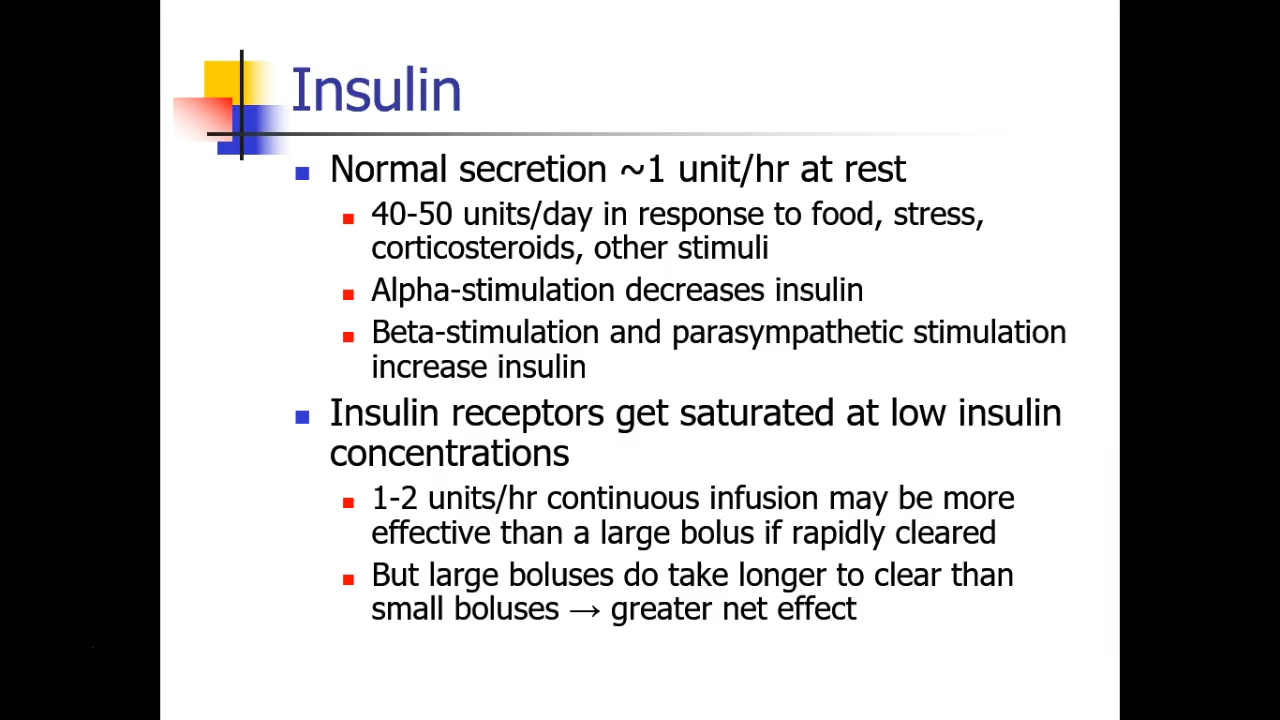 Insulin
Normal secretion ~1 unit/hr at rest
40-50 units/day in response to food, stress,
corticosteroids, other stimuli
Alpha-stimulation decreases insulin
Beta-stimulation and parasympathetic stimulation
increase insulin
Insulin receptors get saturated at low insulin
concentrations
1-2 units/hr continuous infusion may be more
effective than a large bolus if rapidly cleared
But large boluses do take longer to clear than
small boluses → greater net effect